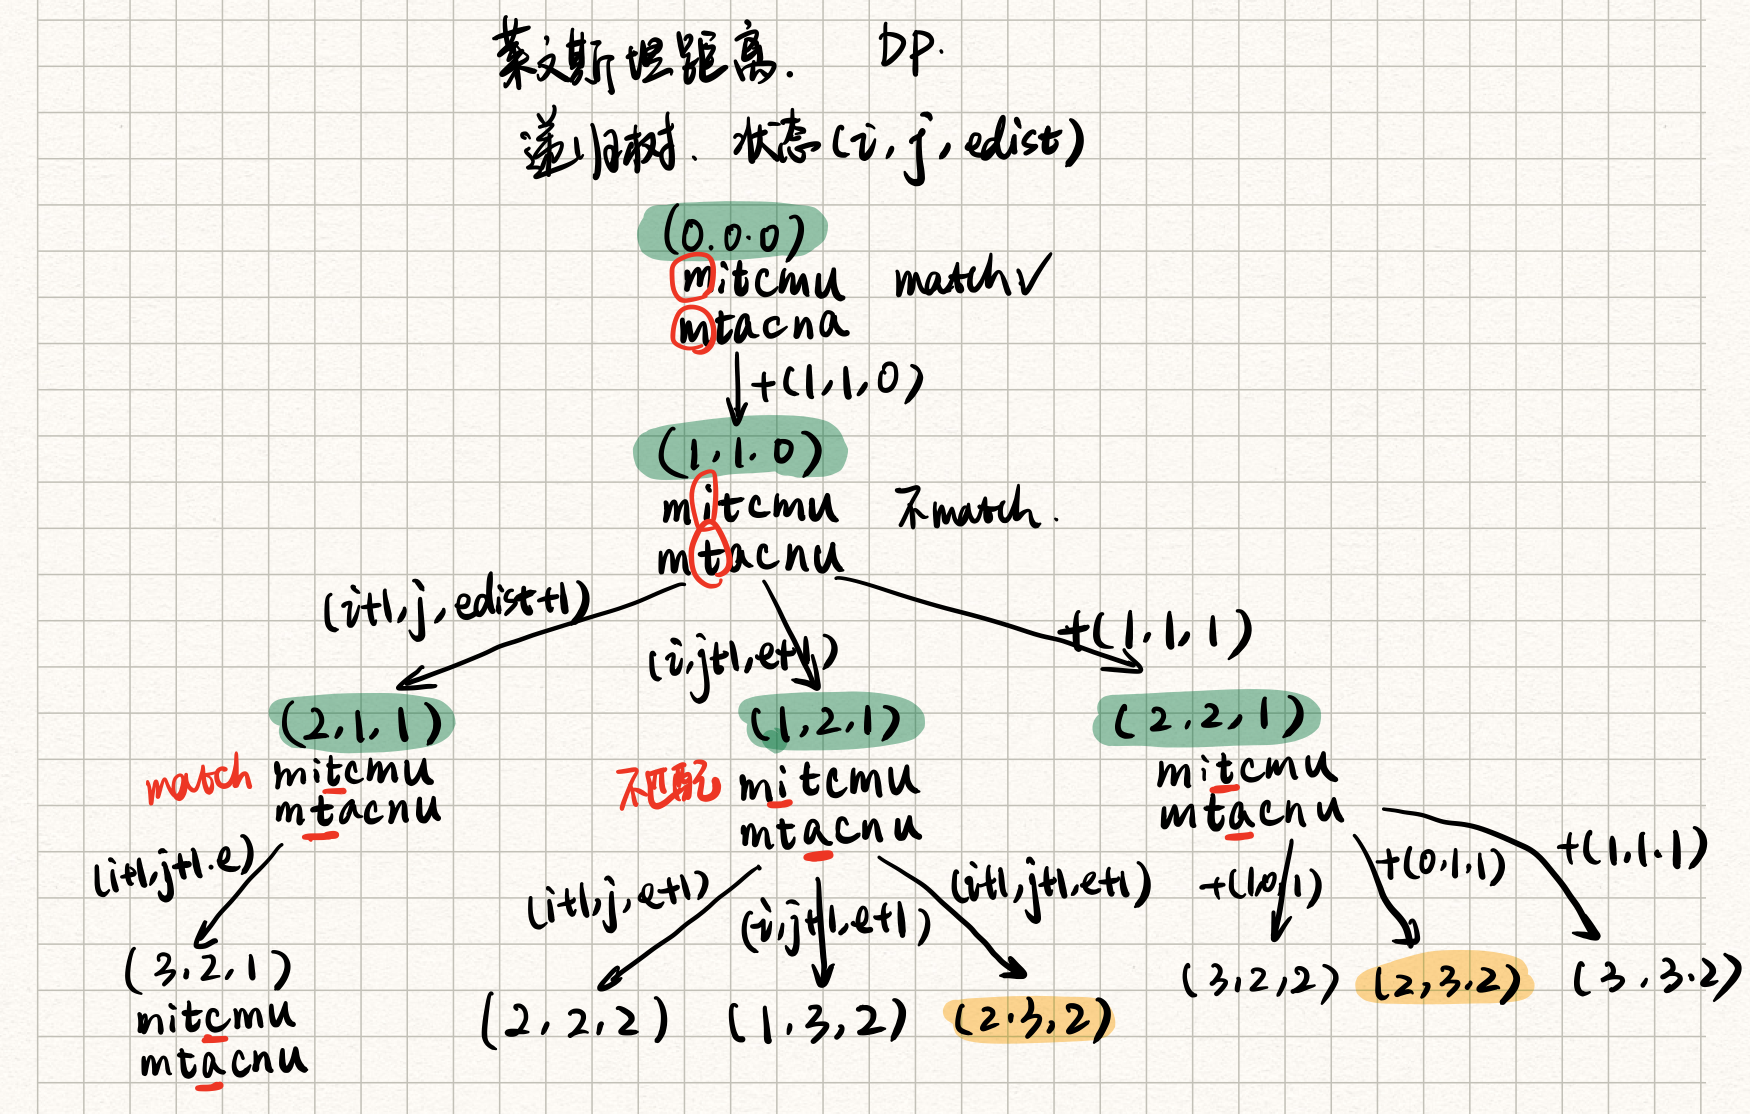 莱文斯坦距离. DP.
递归树. 状态(i, j, edist)
(0.0.0)
mitcmu match✓
mtacna
+(1,1,0)
(1,1.0)
mitcmu 不match.
mtacnu
(i+1,j,edist+1) (i,j+1,e+1) +(1.1,1)
(2,1,1) (1,2,1) (2.2,1)
match mitcmu 不匹配 mitcmu mitcmu
mtacnu mtacnu mtacnu
(i+1,j+1.e) (i+1,j,e+1) (i,j+1,e+1) (i+1,j+1,e+1) +(1,0,1) +(0,1,1) +(1,1.1)
(3.2,1) (2,2,2) (1.3,2) (2.3,2) (3,2,2) (2,3.2) (3,3.2)
mitcmu
mtacnu